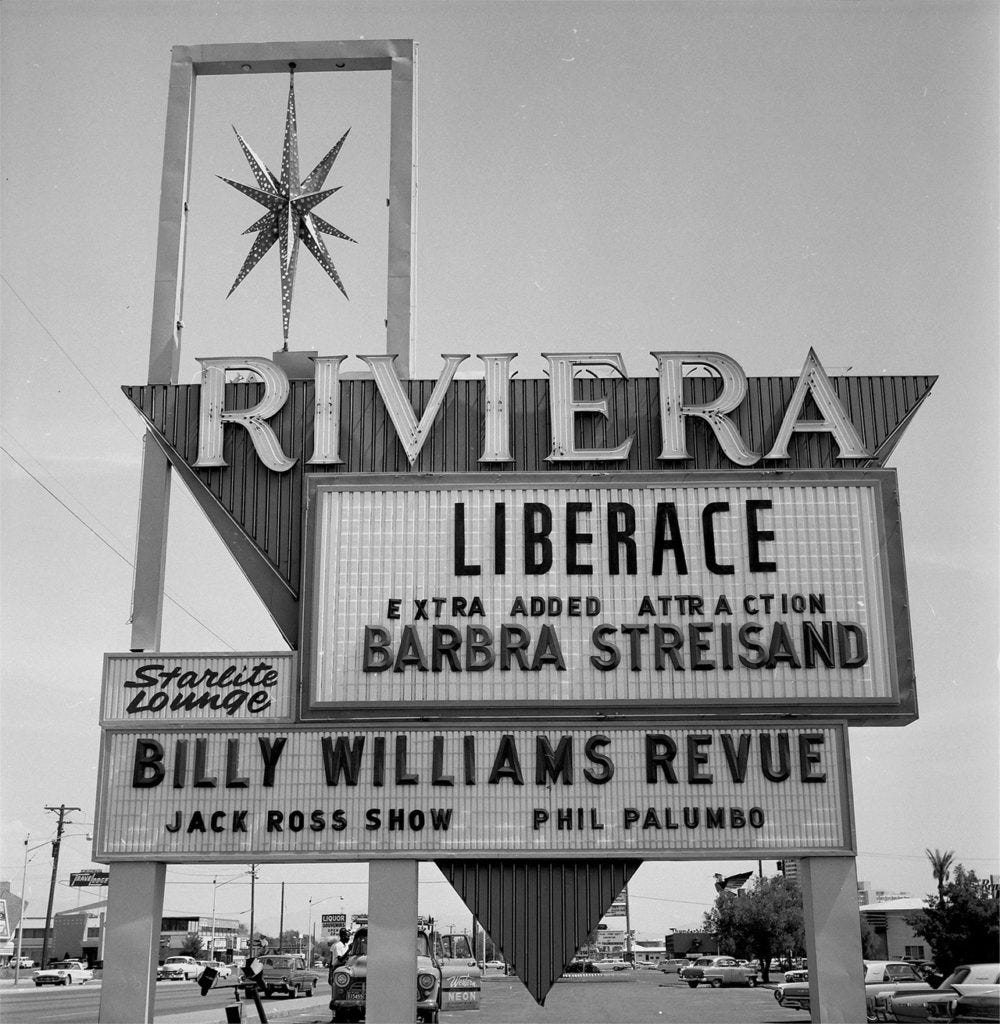 RIVIERA
LIBERACE
EXTRA ADDED ATTRACTION
BARBRA STREISAND
Starlite
Lounge
BILLY WILLIAMS REVUE
JACK ROSS SHOW PHIL PALUMBO
LIQUOR
Western
NEON